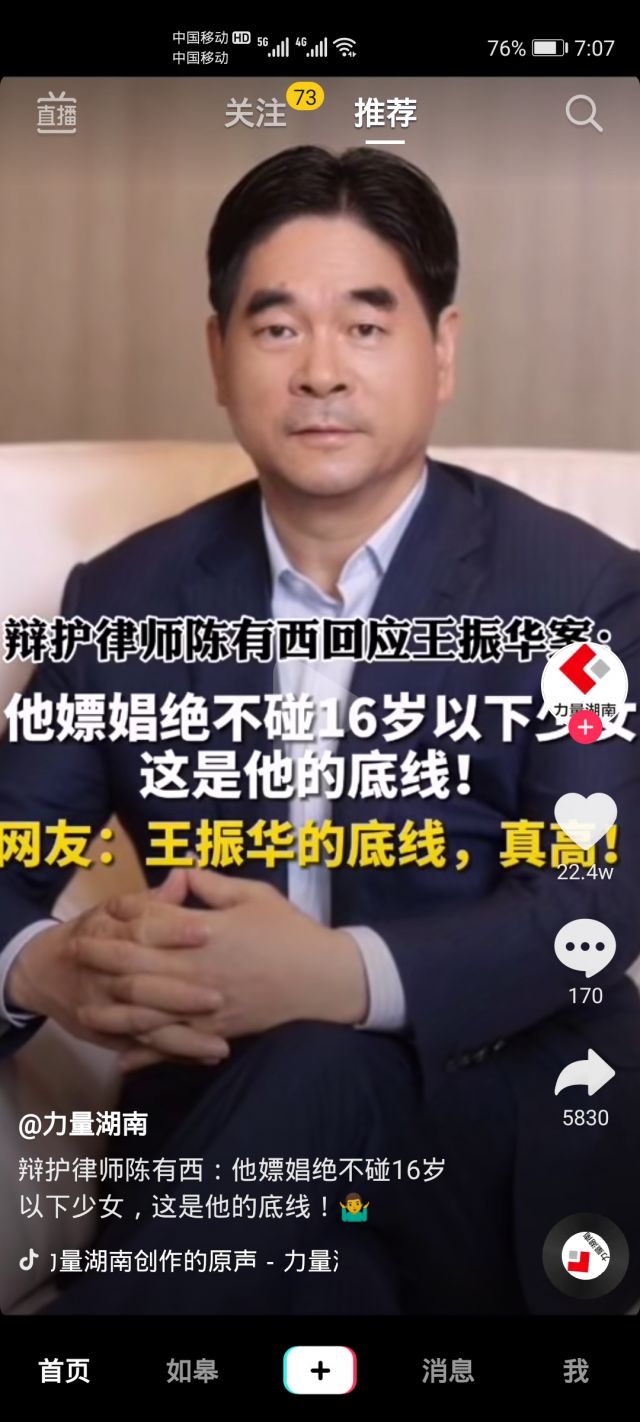 中国移动 HD 5G 4G 76% 7:07
中国移动
直播 关注 73 推荐
辩护律师陈有西回应王振华案：
他嫖娼绝不碰16岁以下少女
这是他的底线！
网友：王振华的底线，真高！
力量湖南
22.4w
170
5830
@力量湖南
辩护律师陈有西：他嫖娼绝不碰16岁
以下少女，这是他的底线！🤷‍♂️
力量湖南创作的原声 - 力量
力量湖南
首页 如皋 消息 我